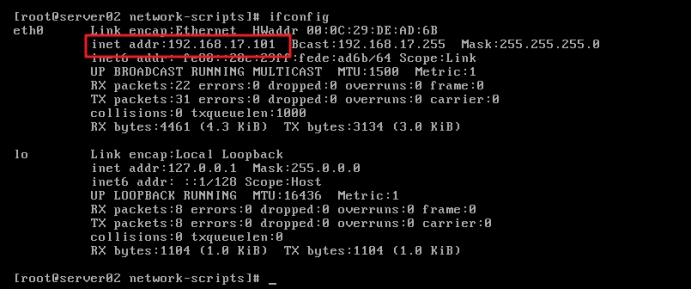 [root@server02 network-scripts]# ifconfig
eth0 Link encap:Ethernet HWaddr 00:0C:29:DE:AD:6B
inet addr:192.168.17.101 Bcast:192.168.17.255 Mask:255.255.255.0
inet6 addr: fe80::20c:29ff:fede:ad6b/64 Scope:Link
UP BROADCAST RUNNING MULTICAST MTU:1500 Metric:1
RX packets:22 errors:0 dropped:0 overruns:0 frame:0
TX packets:31 errors:0 dropped:0 overruns:0 carrier:0
collisions:0 txqueuelen:1000
RX bytes:4461 (4.3 KiB) TX bytes:3134 (3.0 KiB)
lo Link encap:Local Loopback
inet addr:127.0.0.1 Mask:255.0.0.0
inet6 addr: ::1/128 Scope:Host
UP LOOPBACK RUNNING MTU:16436 Metric:1
RX packets:8 errors:0 dropped:0 overruns:0 frame:0
TX packets:8 errors:0 dropped:0 overruns:0 carrier:0
collisions:0 txqueuelen:0
RX bytes:1104 (1.0 KiB) TX bytes:1104 (1.0 KiB)
[root@server02 network-scripts]# _